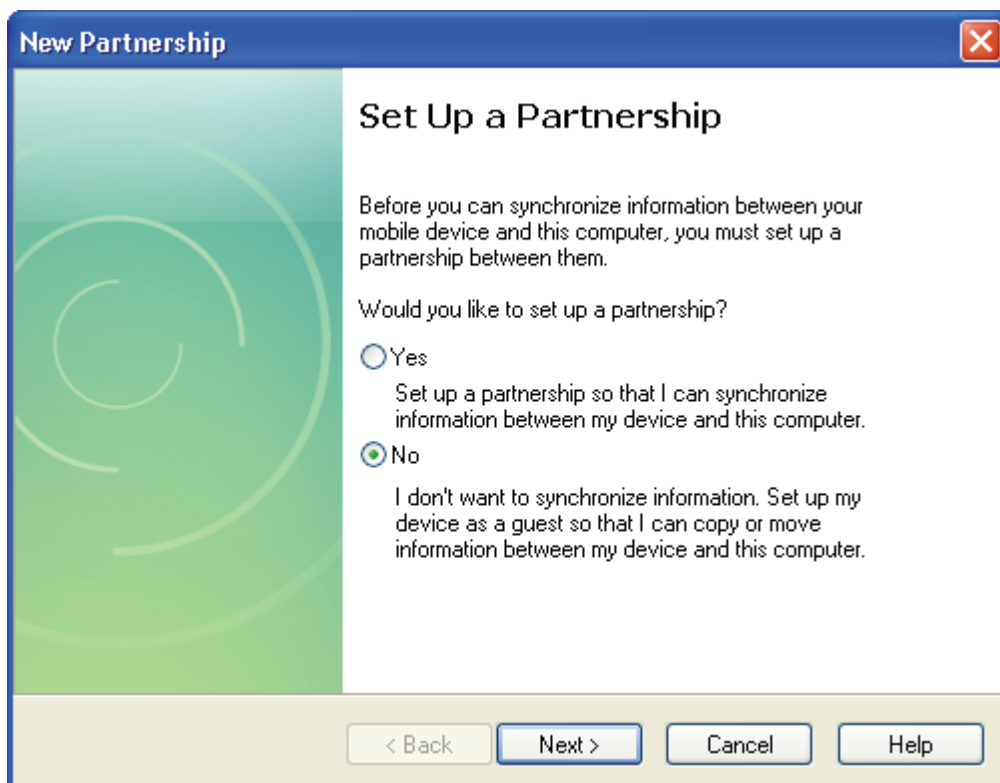 New Partnership
Set Up a Partnership
Before you can synchronize information between your
mobile device and this computer, you must set up a
partnership between them.
Would you like to set up a partnership?
Yes
Set up a partnership so that I can synchronize
information between my device and this computer.
No
I don't want to synchronize information. Set up my
device as a guest so that I can copy or move
information between my device and this computer.
< Back Next > Cancel Help